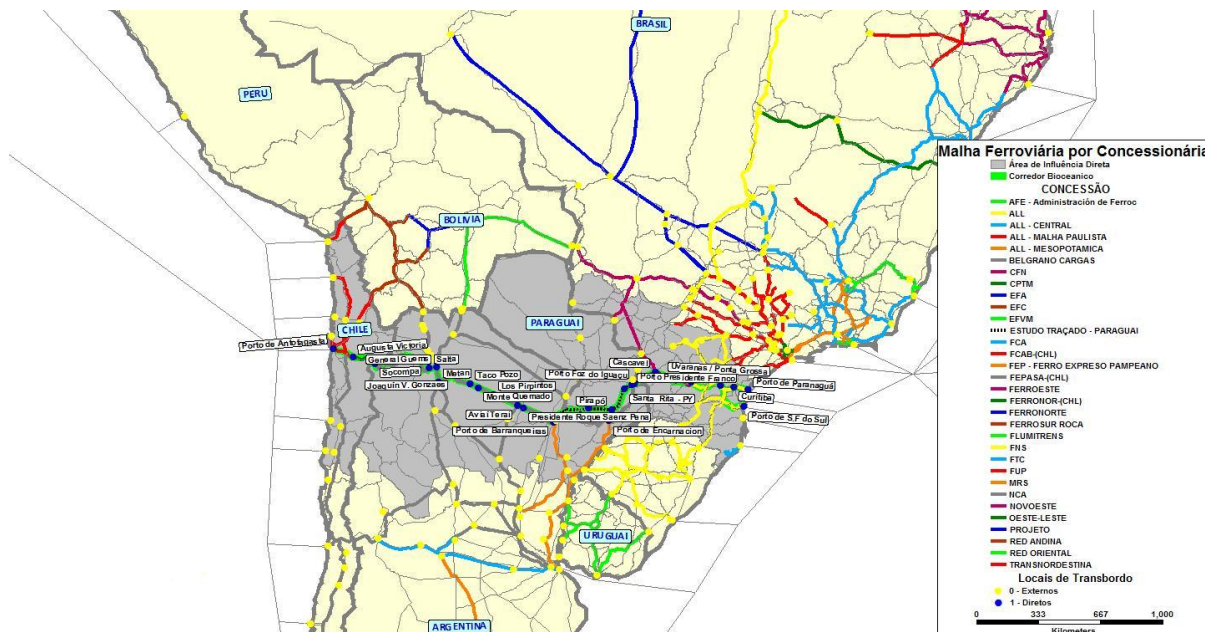 BRASIL
PERU
BOLIVIA
PARAGUAI
CHILE
Porto de Antofagasta
Augusta Victoria
General Guems
Salta
Socompa
Metan
Taco Pozo
Joaquin V. Gonzaes
Los Pirpintos
Monte Quemado
Aviai Terai
Pirapó
Presidente Roque Saenz Pena
Porto de Barranqueiras
Porto de Encarnacion
Santa Rita - PY
Porto Foz do Iguaçu
Cascavel
Porto Presidente Franco
Uvaranas / Ponta Grossa
Porto de Paranaguá
Curitiba
Porto de S.F do Sul
URUGUAI
ARGENTINA
Malha Ferroviária por Concessionária
Área de Influência Direta
Corredor Bioceanico
CONCESSÃO
AFE - Administración de Ferroc
ALL
ALL - CENTRAL
ALL - MALHA PAULISTA
ALL - MESOPOTAMICA
BELGRANO CARGAS
CFN
CPTM
EFA
EFC
EFVM
ESTUDO TRAÇADO - PARAGUAI
FCA
FCAB-(CHL)
FEP - FERRO EXPRESO PAMPEANO
FEPASA-(CHL)
FERROESTE
FERRONOR-(CHL)
FERRONORTE
FERROSUR ROCA
FLUMITRENS
FNS
FTC
FUP
MRS
NCA
NOVOESTE
OESTE-LESTE
PROJETO
RED ANDINA
RED ORIENTAL
TRANSNORDESTINA
Locais de Transbordo
0 - Externos
1 - Diretos
0 333 667 1,000
Kilometers